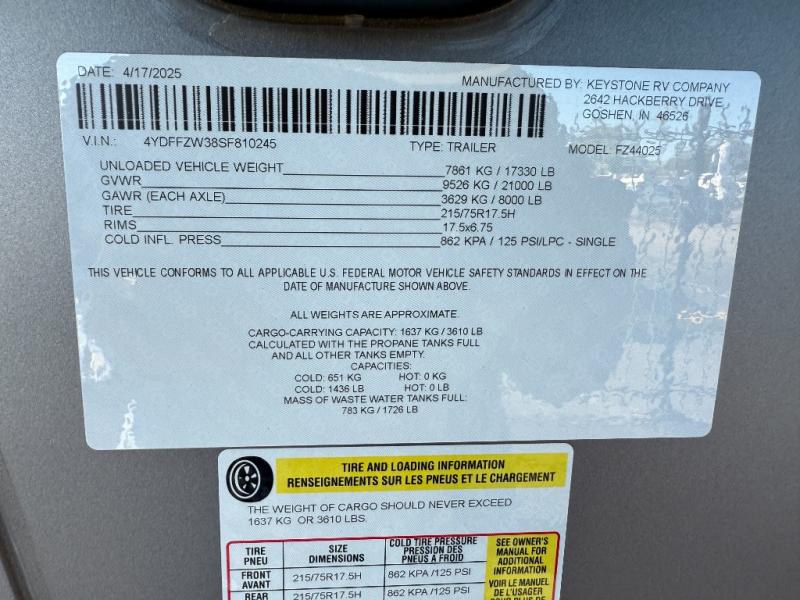 DATE: 4/17/2025
MANUFACTURED BY: KEYSTONE RV COMPANY
2642 HACKBERRY DRIVE
GOSHEN, IN 46526
V.I.N.: 4YDFFZW38SF810245 TYPE: TRAILER MODEL: FZ44025
UNLOADED VEHICLE WEIGHT 7861 KG / 17330 LB
GVWR 9526 KG / 21000 LB
GAWR (EACH AXLE) 3629 KG / 8000 LB
TIRE 215/75R17.5H
RIMS 17.5x6.75
COLD INFL. PRESS 862 KPA / 125 PSI/LPC - SINGLE
THIS VEHICLE CONFORMS TO ALL APPLICABLE U.S. FEDERAL MOTOR VEHICLE SAFETY STANDARDS IN EFFECT ON THE
DATE OF MANUFACTURE SHOWN ABOVE.
ALL WEIGHTS ARE APPROXIMATE.
CARGO-CARRYING CAPACITY: 1637 KG / 3610 LB
CALCULATED WITH THE PROPANE TANKS FULL
AND ALL OTHER TANKS EMPTY.
CAPACITIES:
COLD: 651 KG HOT: 0 KG
COLD: 1436 LB HOT: 0 LB
MASS OF WASTE WATER TANKS FULL:
783 KG / 1726 LB
TIRE AND LOADING INFORMATION
RENSEIGNEMENTS SUR LES PNEUS ET LE CHARGEMENT
THE WEIGHT OF CARGO SHOULD NEVER EXCEED
1637 KG OR 3610 LBS.
TIRE
PNEU
SIZE
DIMENSIONS
COLD TIRE PRESSURE
PRESSION DES
PNEUS A FROID
SEE OWNER'S
MANUAL FOR
ADDITIONAL
INFORMATION
VOIR LE MANUEL
DE L'USAGER
POUR PLUS DE
FRONT
AVANT
215/75R17.5H
862 KPA /125 PSI
REAR
215/75R17.5H
862 KPA /125 PSI